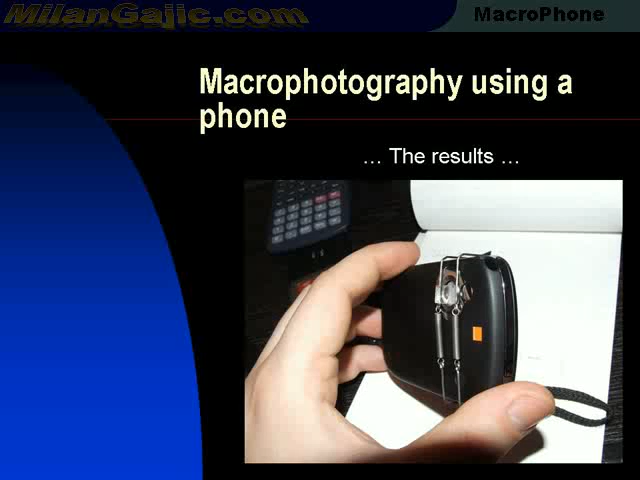 MilanGajic.com
MacroPhone
Macrophotography using a
phone
... The results ...